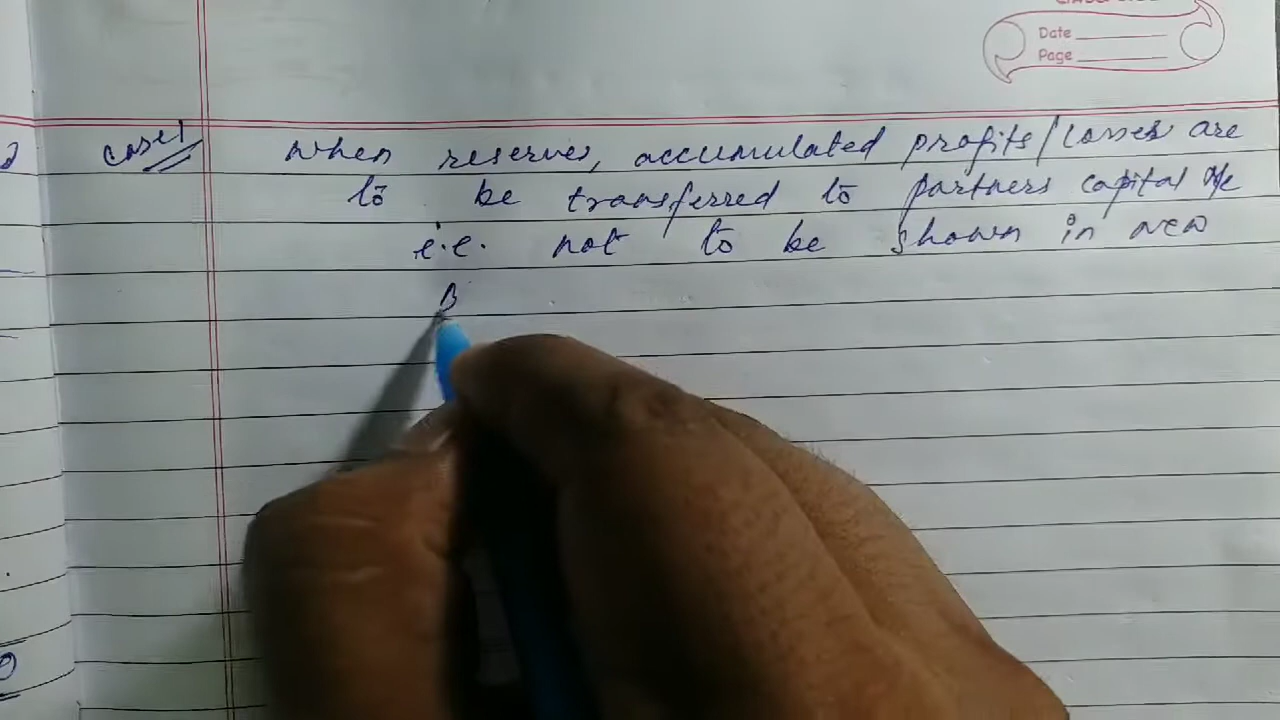 Date
Page
Case 1 When reserves, accumulated profits/losses are
to be transferred to partners capital A/c
i.e. not to be shown in new
B